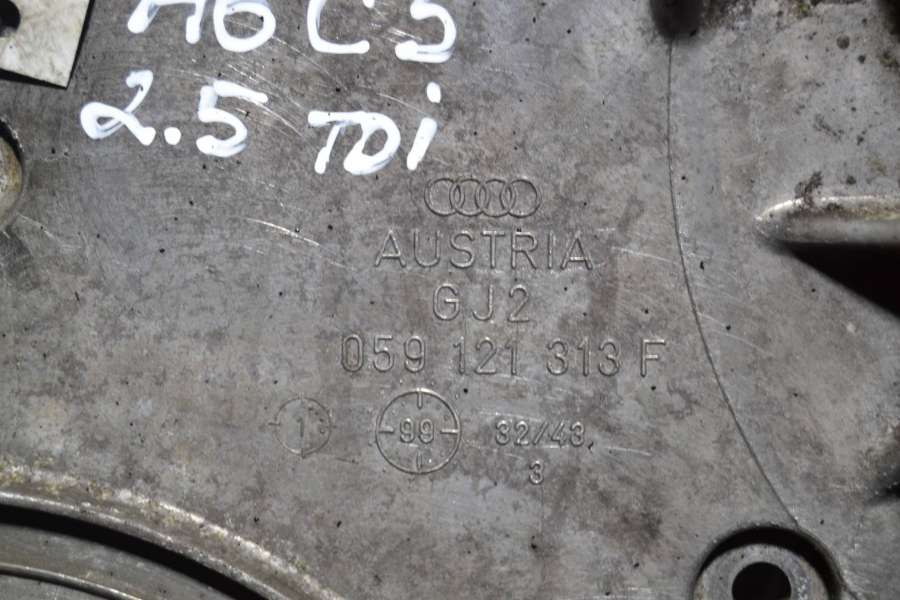 A6 C5
2.5 TDi
AUSTRIA
GJ2
059 121 313 F
1 99 32/43
3